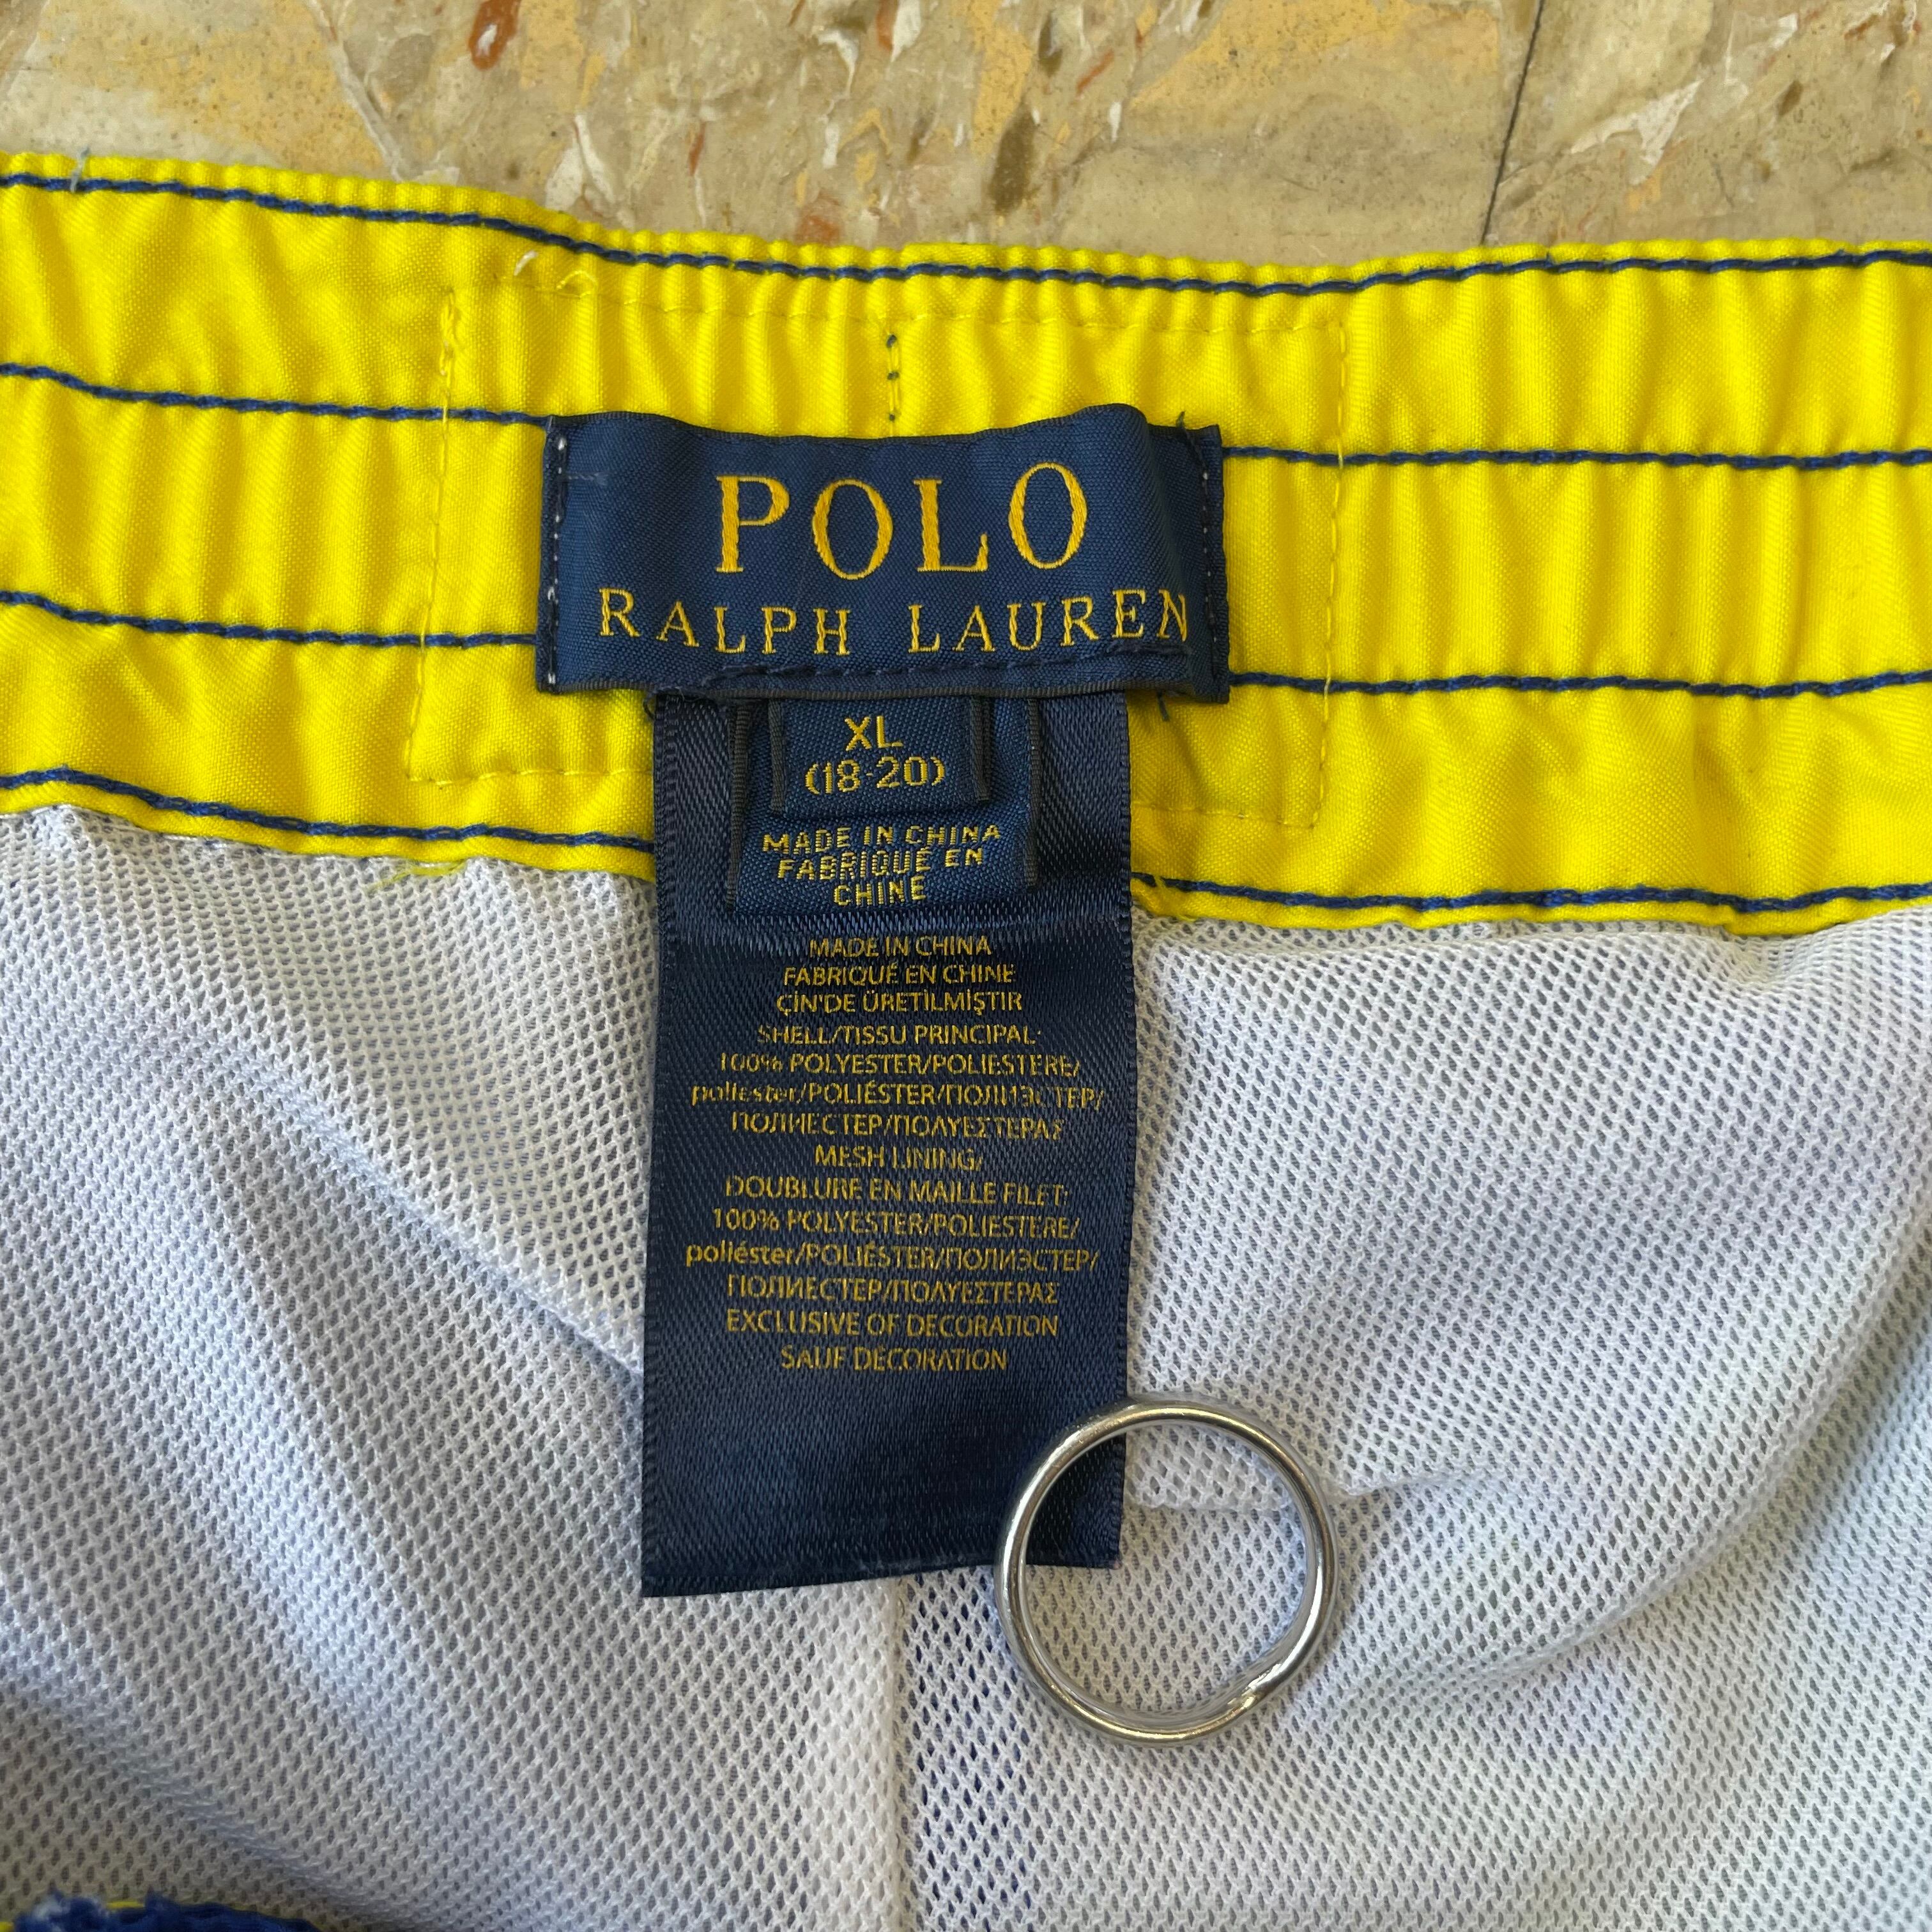 POLO
RALPH LAUREN
XL
(18-20)
MADE IN CHINA
FABRIQUÉ EN
CHINE
MADE IN CHINA
FABRIQUÉ EN CHINE
ÇİN'DE ÜRETİLMİŞTİR
SHELL/TISSU PRINCIPAL:
100% POLYESTER/POLIESTERE/
poliéster/POLIÉSTER/ПОЛИЭСТЕР/
ПОЛИЕСТЕР/ΠΟΛΥΕΣΤΕΡΑΣ
MESH LINING/
DOUBLURE EN MAILLE FILET:
100% POLYESTER/POLIESTERE/
poliéster/POLIÉSTER/ПОЛИЭСТЕР/
ПОЛИЕСТЕР/ΠΟΛΥΕΣΤΕΡΑΣ
EXCLUSIVE OF DECORATION
SAUF DÉCORATION